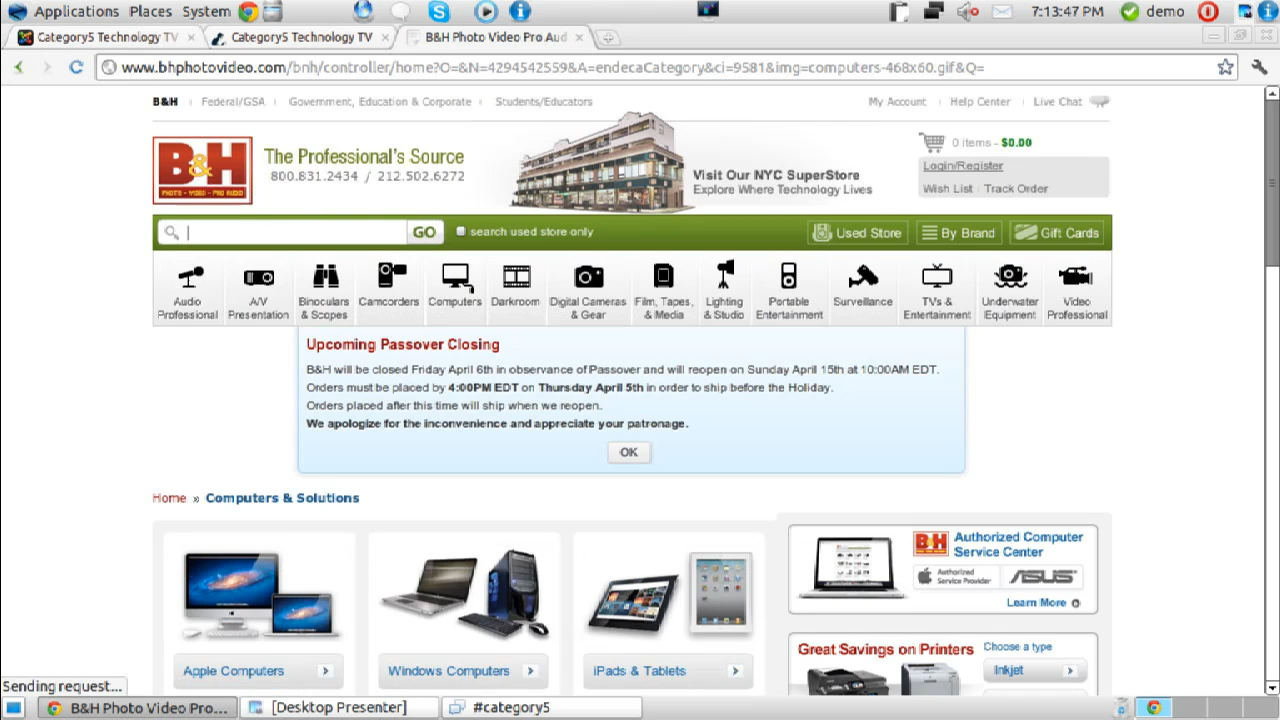 Applications Places System 7:13:47 PM demo
Category5 Technology TV Category5 Technology TV B&H Photo Video Pro Aud
www.bhphotovideo.com/bnh/controller/home?O=&N=4294542559&A=endecaCategory&ci=9581&img=computers-468x60.gif&Q=
B&H Federal/GSA Government, Education & Corporate Students/Educators My Account Help Center Live Chat
B&H
PHOTO - VIDEO - PRO AUDIO
The Professional's Source
800.831.2434 / 212.502.6272
Visit Our NYC SuperStore
Explore Where Technology Lives
0 items - $0.00
Login/Register
Wish List Track Order
GO search used store only Used Store By Brand Gift Cards
Audio Professional
A/V Presentation
Binoculars & Scopes
Camcorders
Computers
Darkroom
Digital Cameras & Gear
Film, Tapes, & Media
Lighting & Studio
Portable Entertainment
Surveillance
TVs & Entertainment
Underwater Equipment
Video Professional
Upcoming Passover Closing
B&H will be closed Friday April 6th in observance of Passover and will reopen on Sunday April 15th at 10:00AM EDT.
Orders must be placed by 4:00PM EDT on Thursday April 5th in order to ship before the Holiday.
Orders placed after this time will ship when we reopen.
We apologize for the inconvenience and appreciate your patronage.
OK
Home » Computers & Solutions
Apple Computers
Windows Computers
iPads & Tablets
B&H Authorized Computer
Service Center
Authorized
Service Provider
ASUS
Learn More
Great Savings on Printers
Choose a type
Inkjet
Sending request...
B&H Photo Video Pro... [Desktop Presenter] #category5